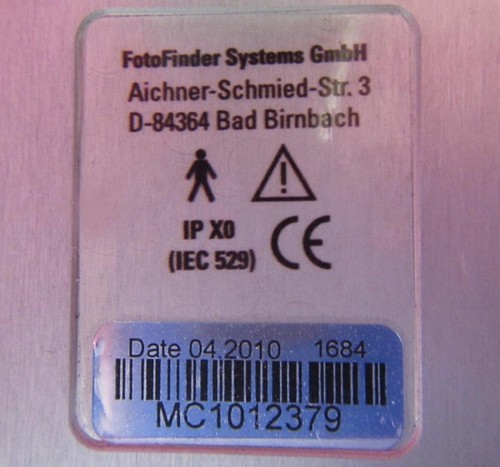 FotoFinder Systems GmbH
Aichner-Schmied-Str. 3
D-84364 Bad Birnbach
IP X0
(IEC 529)
CE
Date 04.2010 1684
MC1012379